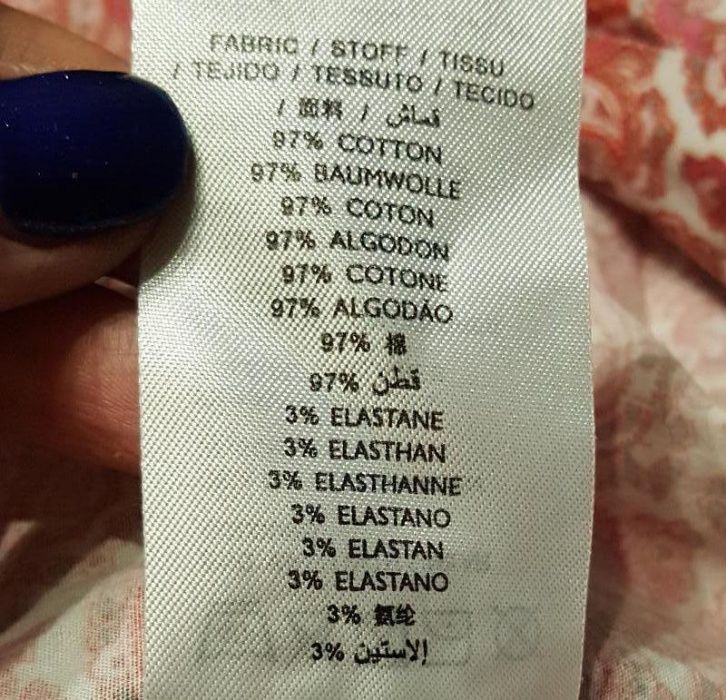 FABRIC / STOFF / TISSU
/ TEJIDO / TESSUTO / TECIDO
/ 面料 / قماش
97% COTTON
97% BAUMWOLLE
97% COTON
97% ALGODON
97% COTONE
97% ALGODÃO
97% 棉
97% قطن
3% ELASTANE
3% ELASTHAN
3% ELASTHANNE
3% ELASTANO
3% ELASTAN
3% ELASTANO
3% 氨纶
3% إلاستين